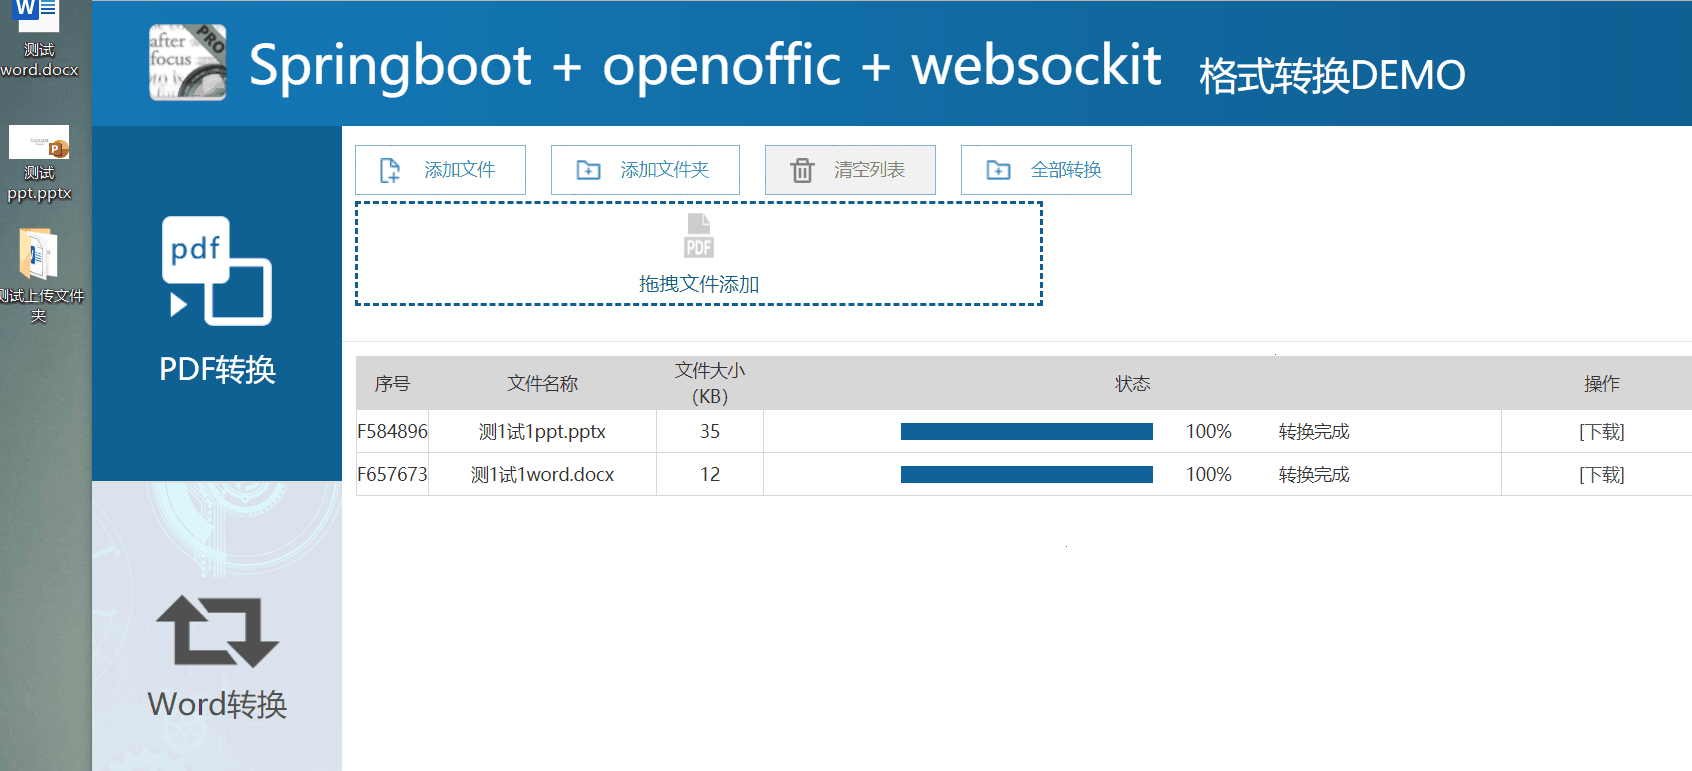 W
测试
word.docx
P
测试
ppt.pptx
测试上传文件
夹
after
focus
to is
PRO
Springboot + openoffic + websockit 格式转换DEMO
添加文件
添加文件夹
清空列表
全部转换
PDF
拖拽文件添加
pdf
PDF转换
Word转换
序号 文件名称 文件大小 状态 操作
(KB)
F584896 测1试1ppt.pptx 35 100% 转换完成 [下载]
F657673 测1试1word.docx 12 100% 转换完成 [下载]